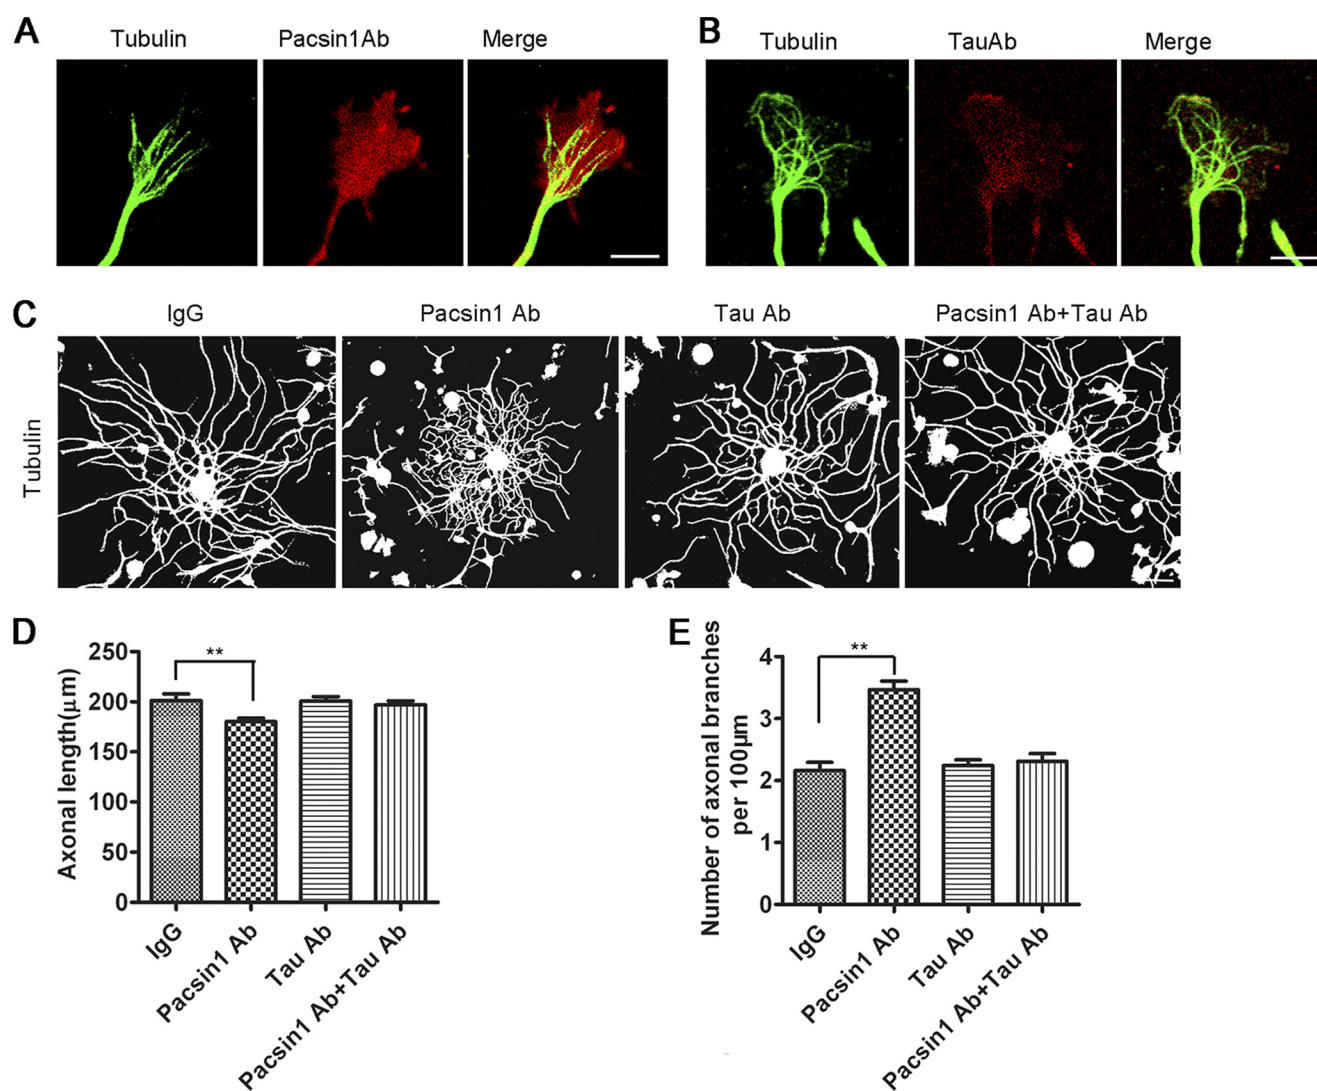 A
Tubulin
Pacsin1Ab
Merge
B
Tubulin
TauAb
Merge
C
IgG
Pacsin1 Ab
Tau Ab
Pacsin1 Ab+Tau Ab
Tubulin
D
Axonal length(μm)
250
200
150
100
50
0
**
IgG
Pacsin1 Ab
Tau Ab
Pacsin1 Ab+Tau Ab
E
Number of axonal branches
per 100μm
4
3
2
1
0
**
IgG
Pacsin1 Ab
Tau Ab
Pacsin1 Ab+Tau Ab